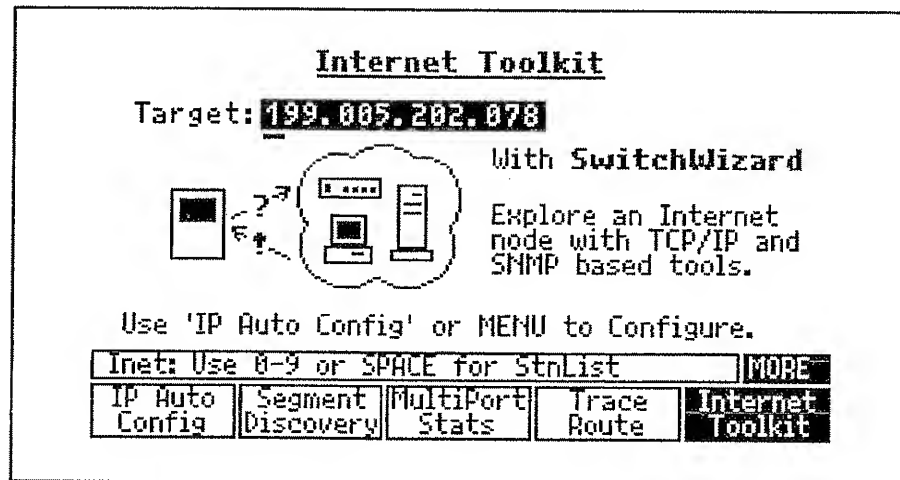 Internet Toolkit
Target: 199.005.202.078
With SwitchWizard
? ?
!
Explore an Internet
node with TCP/IP and
SNMP based tools.
Use 'IP Auto Config' or MENU to Configure.
Inet: Use 0-9 or SPACE for StnList MORE
IP Auto Config
Segment Discovery
MultiPort Stats
Trace Route
Internet Toolkit